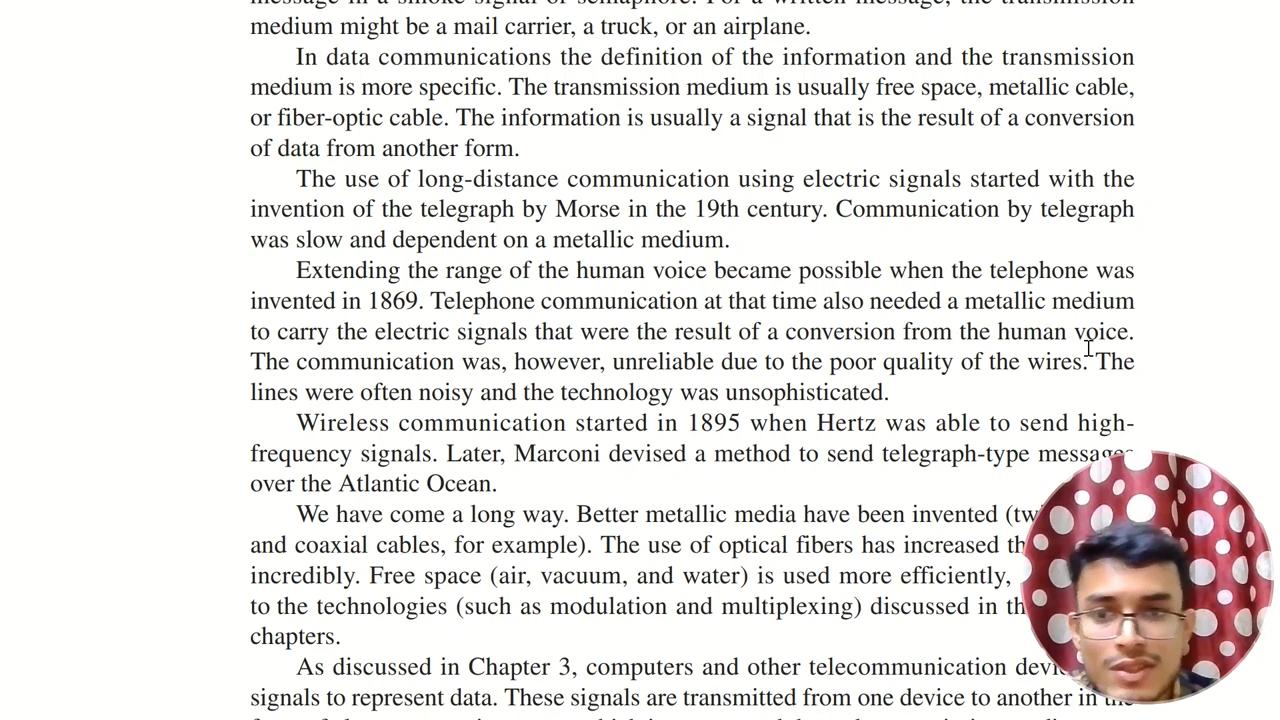 medium might be a mail carrier, a truck, or an airplane.
In data communications the definition of the information and the transmission
medium is more specific. The transmission medium is usually free space, metallic cable,
or fiber-optic cable. The information is usually a signal that is the result of a conversion
of data from another form.
The use of long-distance communication using electric signals started with the
invention of the telegraph by Morse in the 19th century. Communication by telegraph
was slow and dependent on a metallic medium.
Extending the range of the human voice became possible when the telephone was
invented in 1869. Telephone communication at that time also needed a metallic medium
to carry the electric signals that were the result of a conversion from the human voice.
The communication was, however, unreliable due to the poor quality of the wires. The
lines were often noisy and the technology was unsophisticated.
Wireless communication started in 1895 when Hertz was able to send high-
frequency signals. Later, Marconi devised a method to send telegraph-type messages
over the Atlantic Ocean.
We have come a long way. Better metallic media have been invented
and coaxial cables, for example). The use of optical fibers has increased
incredibly. Free space (air, vacuum, and water) is used more efficiently,
to the technologies (such as modulation and multiplexing) discussed in
chapters.
As discussed in Chapter 3, computers and other telecommunication
signals to represent data. These signals are transmitted from one device to another in